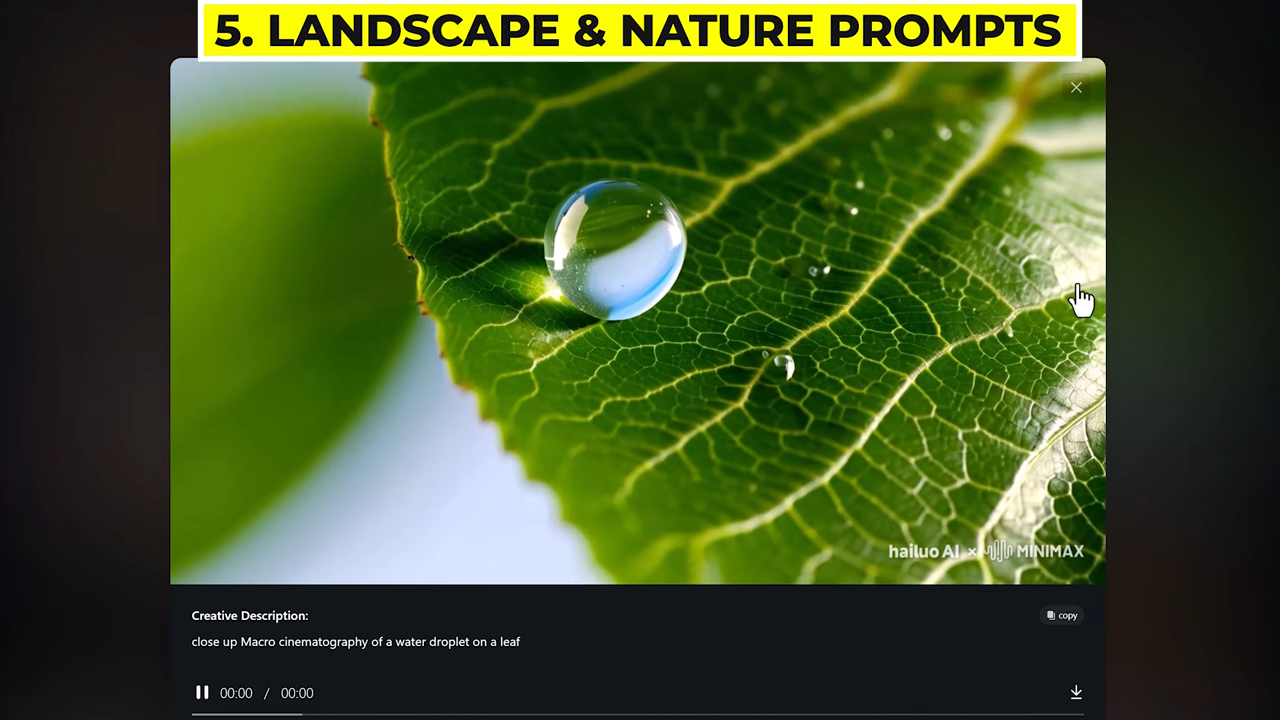 5. LANDSCAPE & NATURE PROMPTS
hailuo AI × MINIMAX
Creative Description:
copy
close up Macro cinematography of a water droplet on a leaf
00:00 / 00:00